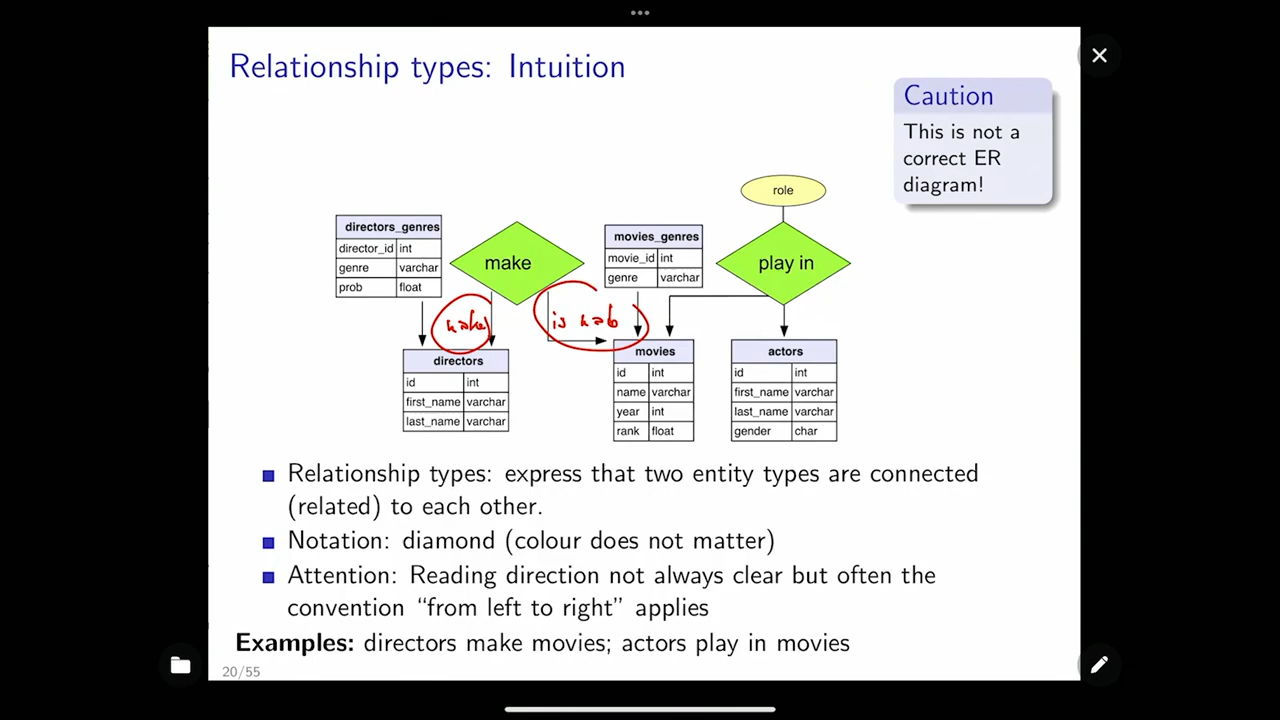 Relationship types: Intuition
Caution
This is not a
correct ER
diagram!
role
directors_genres
director_id int
genre varchar
prob float
make
movies_genres
movie_id int
genre varchar
play in
make
is
directors
id int
first_name varchar
last_name varchar
movies
id int
name varchar
year int
rank float
actors
id int
first_name varchar
last_name varchar
gender char
Relationship types: express that two entity types are connected
(related) to each other.
Notation: diamond (colour does not matter)
Attention: Reading direction not always clear but often the
convention “from left to right” applies
Examples: directors make movies; actors play in movies
20/55